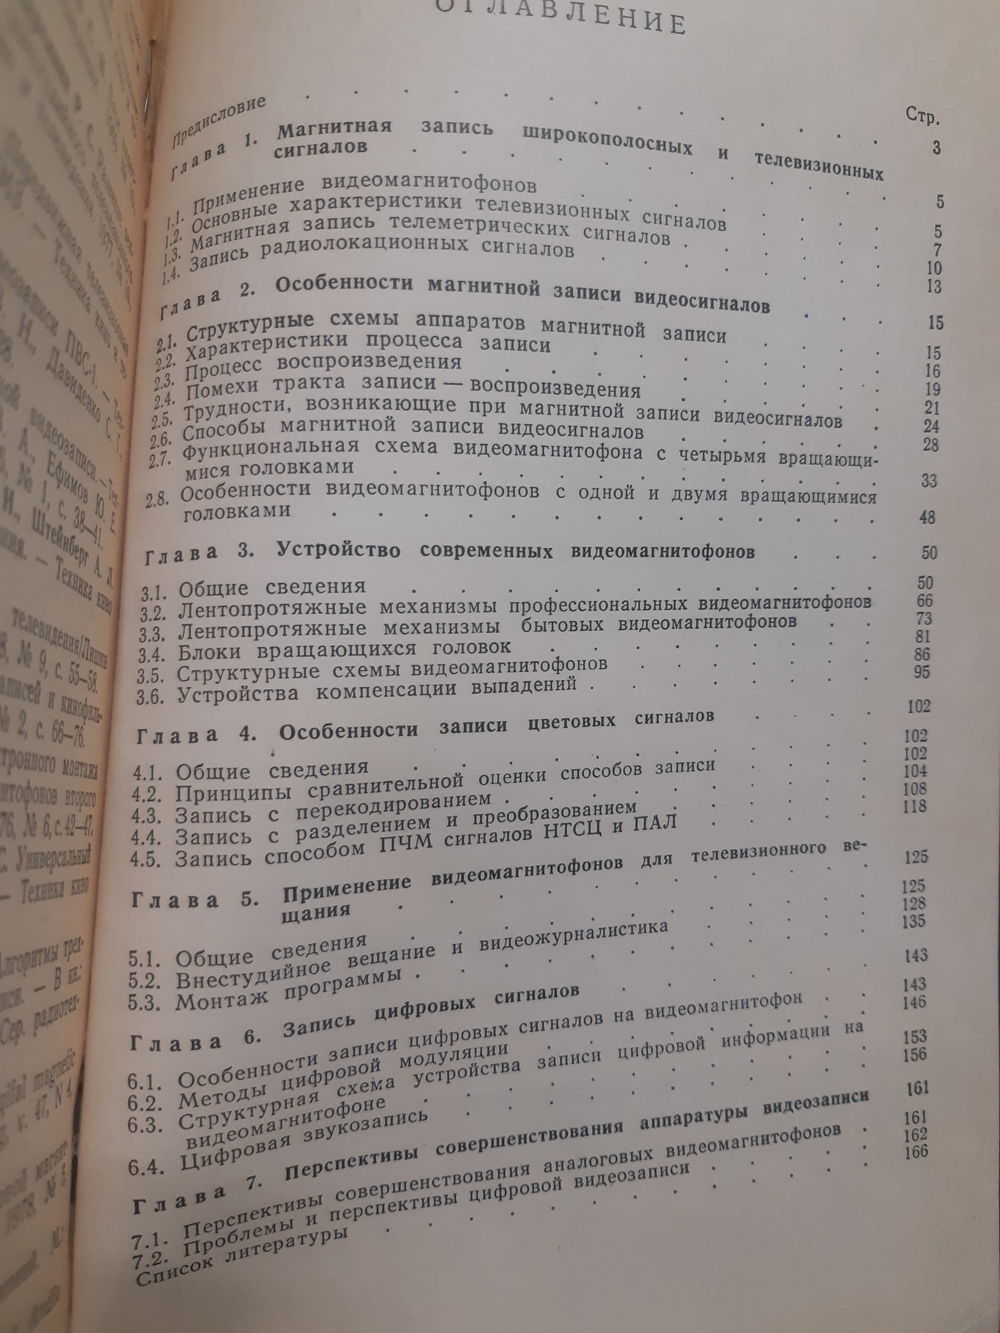 ОГЛАВЛЕНИЕ
Стр.
Предисловие . . . . . . . . . . . . . 3
Глава 1. Магнитная запись широкополосных и телевизионных
сигналов . . . . . . . . . . . 5
1.1. Применение видеомагнитофонов . . . . . . . 5
1.2. Основные характеристики телевизионных сигналов . . . . 7
1.3. Магнитная запись телеметрических сигналов . . . . . 10
1.4. Запись радиолокационных сигналов . . . . . . . 13
Глава 2. Особенности магнитной записи видеосигналов . . . 15
2.1. Структурные схемы аппаратов магнитной записи . . . . 15
2.2. Характеристики процесса записи . . . . . . . 16
2.3. Процесс воспроизведения . . . . . . . . . 19
2.4. Помехи тракта записи — воспроизведения . . . . . 21
2.5. Трудности, возникающие при магнитной записи видеосигналов . 24
2.6. Способы магнитной записи видеосигналов . . . . . 28
2.7. Функциональная схема видеомагнитофона с четырьмя вращающи-
мися головками . . . . . . . . . . . . 33
2.8. Особенности видеомагнитофонов с одной и двумя вращающимися
головками . . . . . . . . . . . . . 48
Глава 3. Устройство современных видеомагнитофонов . . . 50
3.1. Общие сведения . . . . . . . . . . . . 50
3.2. Лентопротяжные механизмы профессиональных видеомагнитофонов 66
3.3. Лентопротяжные механизмы бытовых видеомагнитофонов . . 73
3.4. Блоки вращающихся головок . . . . . . . . 81
3.5. Структурные схемы видеомагнитофонов . . . . . . 86
3.6. Устройства компенсации выпадений . . . . . . . 95
Глава 4. Особенности записи цветовых сигналов . . . . 102
4.1. Общие сведения . . . . . . . . . . . . 102
4.2. Принципы сравнительной оценки способов записи . . . . 102
4.3. Запись с перекодированием . . . . . . . . . 104
4.4. Запись с разделением и преобразованием . . . . . . 108
4.5. Запись способом ПЧМ сигналов НТСЦ и ПАЛ . . . . . 118
Глава 5. Применение видеомагнитофонов для телевизионного ве-
щания . . . . . . . . . . . 125
5.1. Общие сведения . . . . . . . . . . . . 125
5.2. Внестудийное вещание и видеожурналистика . . . . . 128
5.3. Монтаж программы . . . . . . . . . . . 135
Глава 6. Запись цифровых сигналов . . . . . . . 143
6.1. Особенности записи цифровых сигналов на видеомагнитофон . . 143
6.2. Методы цифровой модуляции . . . . . . . . 146
6.3. Структурная схема устройства записи цифровой информации на
видеомагнитофоне . . . . . . . . . . . 153
6.4. Цифровая звукозапись . . . . . . . . . . 156
Глава 7. Перспективы совершенствования аппаратуры видеозаписи 161
7.1. Перспективы совершенствования аналоговых видеомагнитофонов . 161
7.2. Проблемы и перспективы цифровой видеозаписи . . . . . 162
Список литературы . . . . . . . . . . . . 166